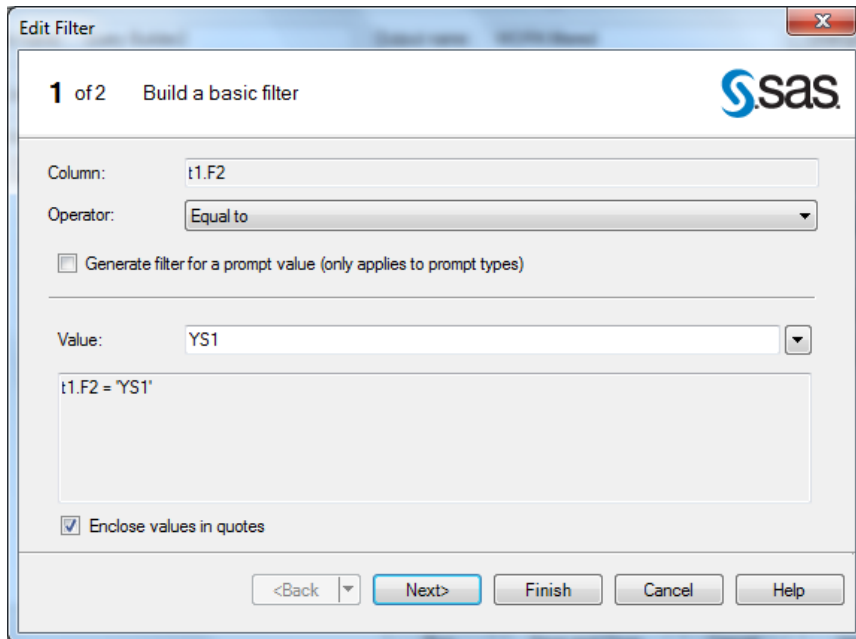 Edit Filter
1 of 2 Build a basic filter
sas
Column: t1.F2
Operator: Equal to
Generate filter for a prompt value (only applies to prompt types)
Value: YS1
t1.F2 = 'YS1'
Enclose values in quotes
<Back Next> Finish Cancel Help